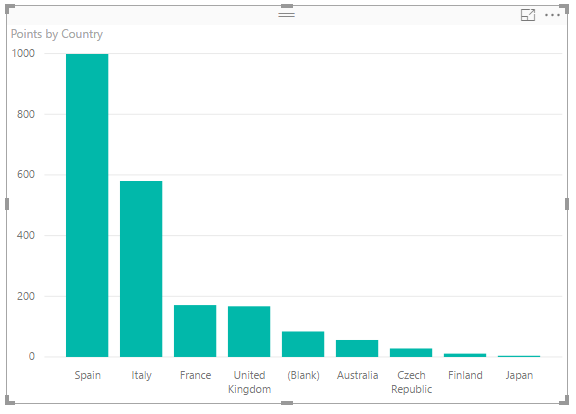 Points by Country
1000
800
600
400
200
0
Spain
Italy
France
United
Kingdom
(Blank)
Australia
Czech
Republic
Finland
Japan